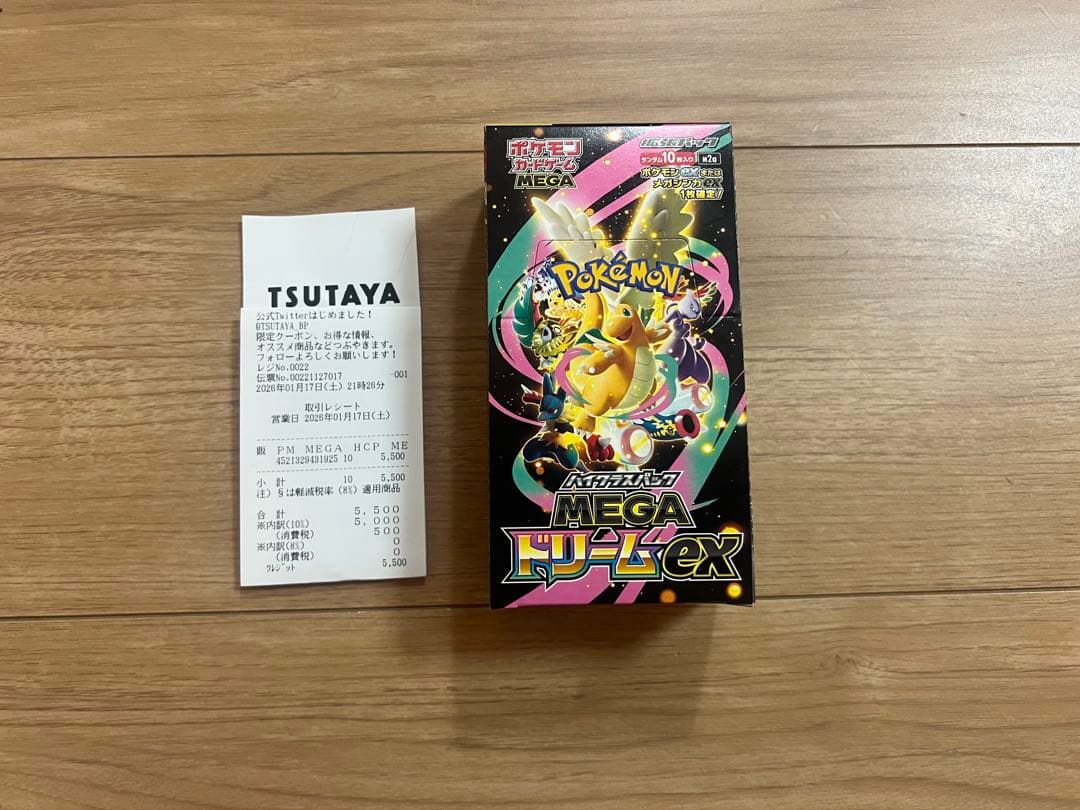 TSUTAYA
公式Twitterはじめました！
@TSUTAYA_BP
限定クーポン、お得な情報、
オススメ商品などつぶやきます。
フォローよろしくお願いします！
レジNo.0022
伝票No.00221127017 -001
2026年01月17日(土) 21時26分
取引レシート
営業日 2026年01月17日(土)
販 PM MEGA HCP ME
4521329431925 10 5,500
小 計 10 5,500
注) §は軽減税率 (8%) 適用商品
合 計 5,500
※内訳(10%) 5,000
(消費税) 500
※内訳(8%) 0
(消費税) 0
クレジット 5,500
ポケモン
カードゲーム
MEGA
拡張パック
ランダム10枚入り
ポケモンexまたは
メガシンカex
1枚確定！
POKéMON
ハイクラスパック
MEGA
ドリームex